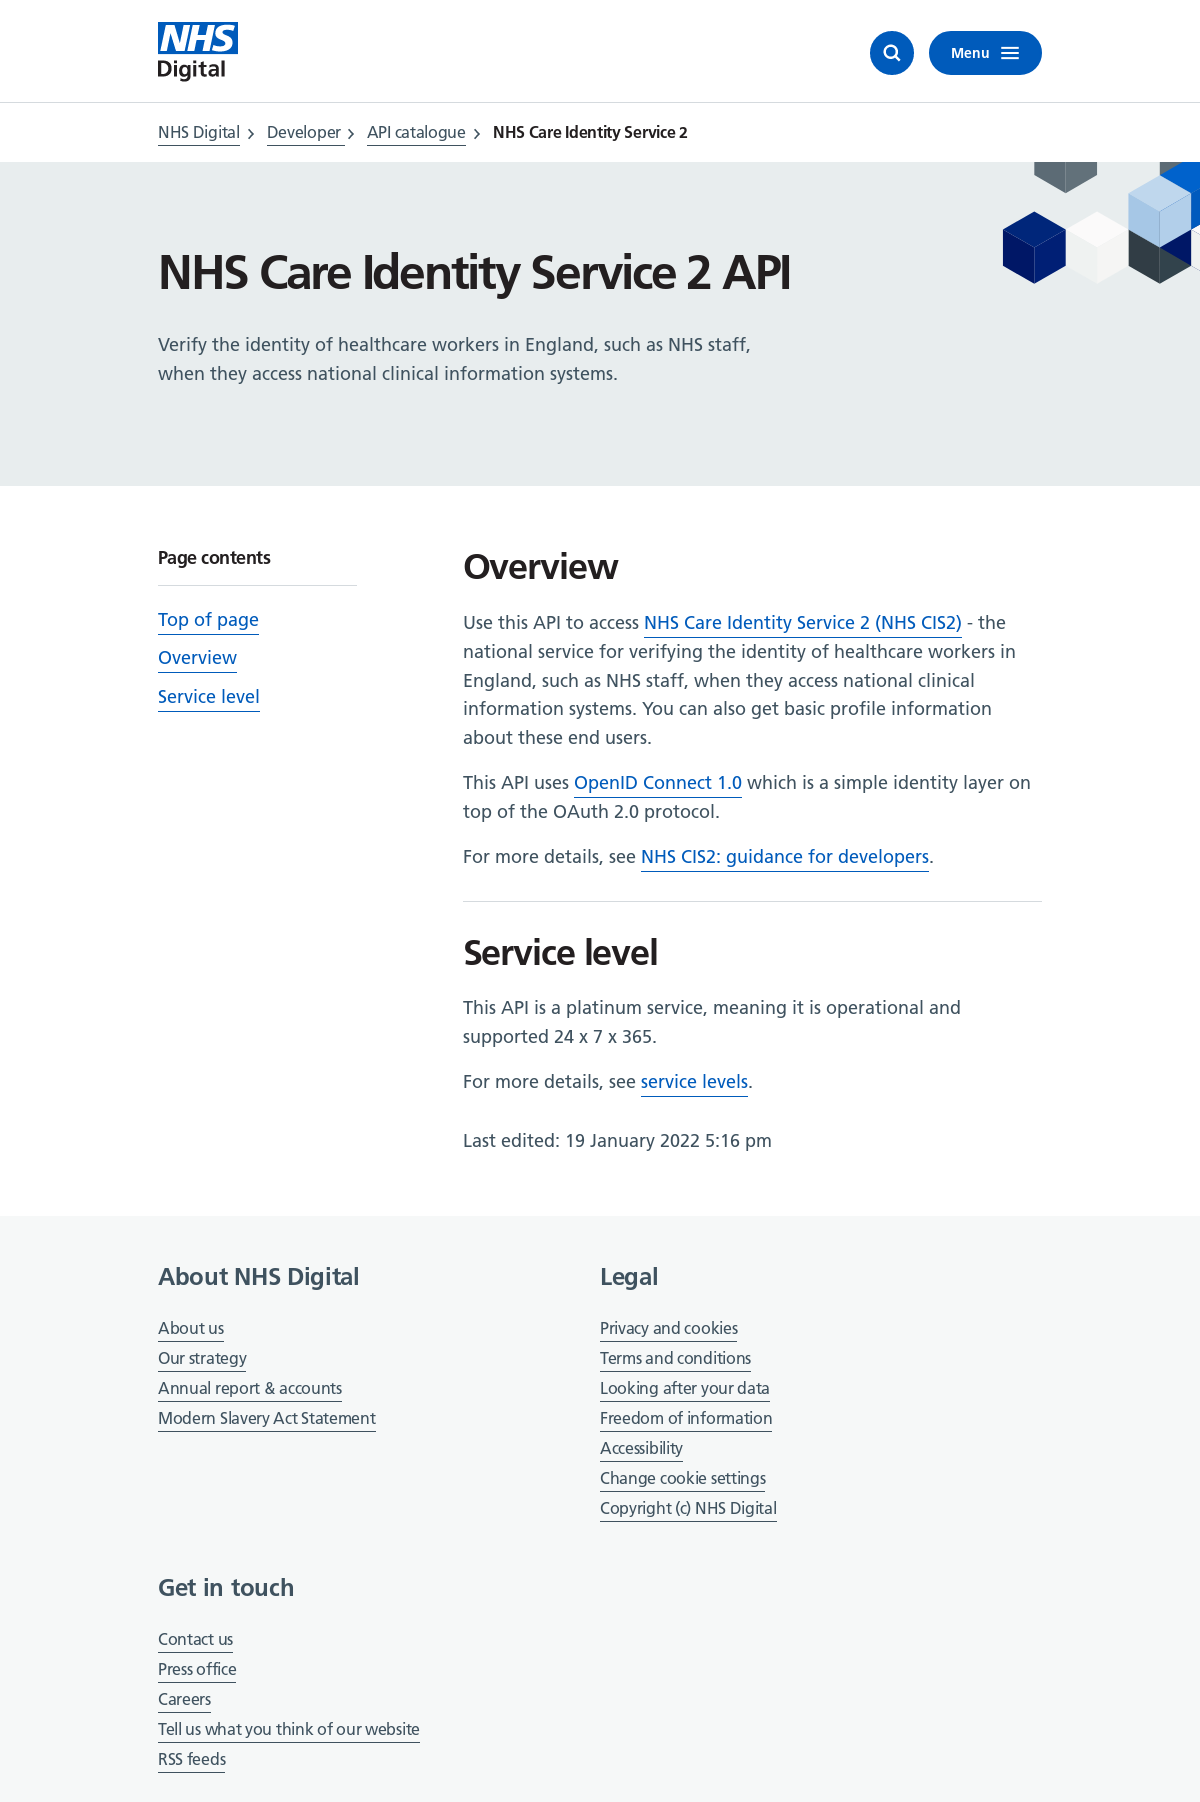 NHS
Digital
Menu
NHS Digital > Developer > API catalogue > NHS Care Identity Service 2
NHS Care Identity Service 2 API
Verify the identity of healthcare workers in England, such as NHS staff,
when they access national clinical information systems.
Page contents
Top of page
Overview
Service level
Overview
Use this API to access NHS Care Identity Service 2 (NHS CIS2) - the
national service for verifying the identity of healthcare workers in
England, such as NHS staff, when they access national clinical
information systems. You can also get basic profile information
about these end users.
This API uses OpenID Connect 1.0 which is a simple identity layer on
top of the OAuth 2.0 protocol.
For more details, see NHS CIS2: guidance for developers.
Service level
This API is a platinum service, meaning it is operational and
supported 24 x 7 x 365.
For more details, see service levels.
Last edited: 19 January 2022 5:16 pm
About NHS Digital
About us
Our strategy
Annual report & accounts
Modern Slavery Act Statement
Legal
Privacy and cookies
Terms and conditions
Looking after your data
Freedom of information
Accessibility
Change cookie settings
Copyright (c) NHS Digital
Get in touch
Contact us
Press office
Careers
Tell us what you think of our website
RSS feeds